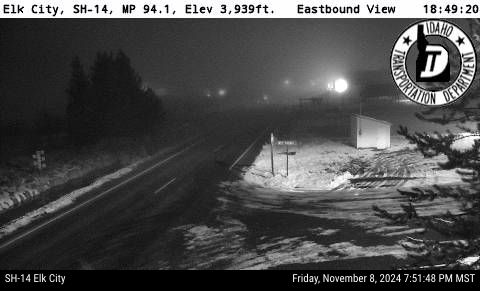 Elk City, SH-14, MP 94.1, Elev 3,939ft. Eastbound View 18:49:20
IDAHO
TRANSPORTATION DEPARTMENT
SH-14 Elk City Friday, November 8, 2024 7:51:48 PM MST